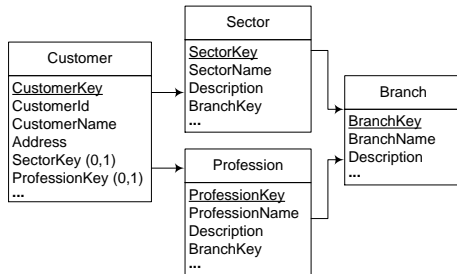 Customer
CustomerKey
CustomerId
CustomerName
Address
SectorKey (0,1)
ProfessionKey (0,1)
...
Sector
SectorKey
SectorName
Description
BranchKey
...
Profession
ProfessionKey
ProfessionName
Description
BranchKey
...
Branch
BranchKey
BranchName
Description
...